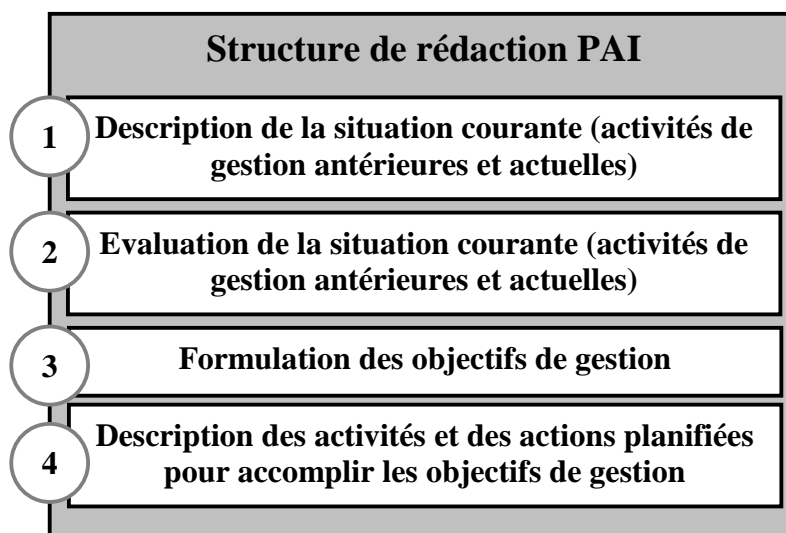 Structure de rédaction PAI
1
Description de la situation courante (activités de
gestion antérieures et actuelles)
2
Evaluation de la situation courante (activités de
gestion antérieures et actuelles)
3
Formulation des objectifs de gestion
4
Description des activités et des actions planifiées
pour accomplir les objectifs de gestion